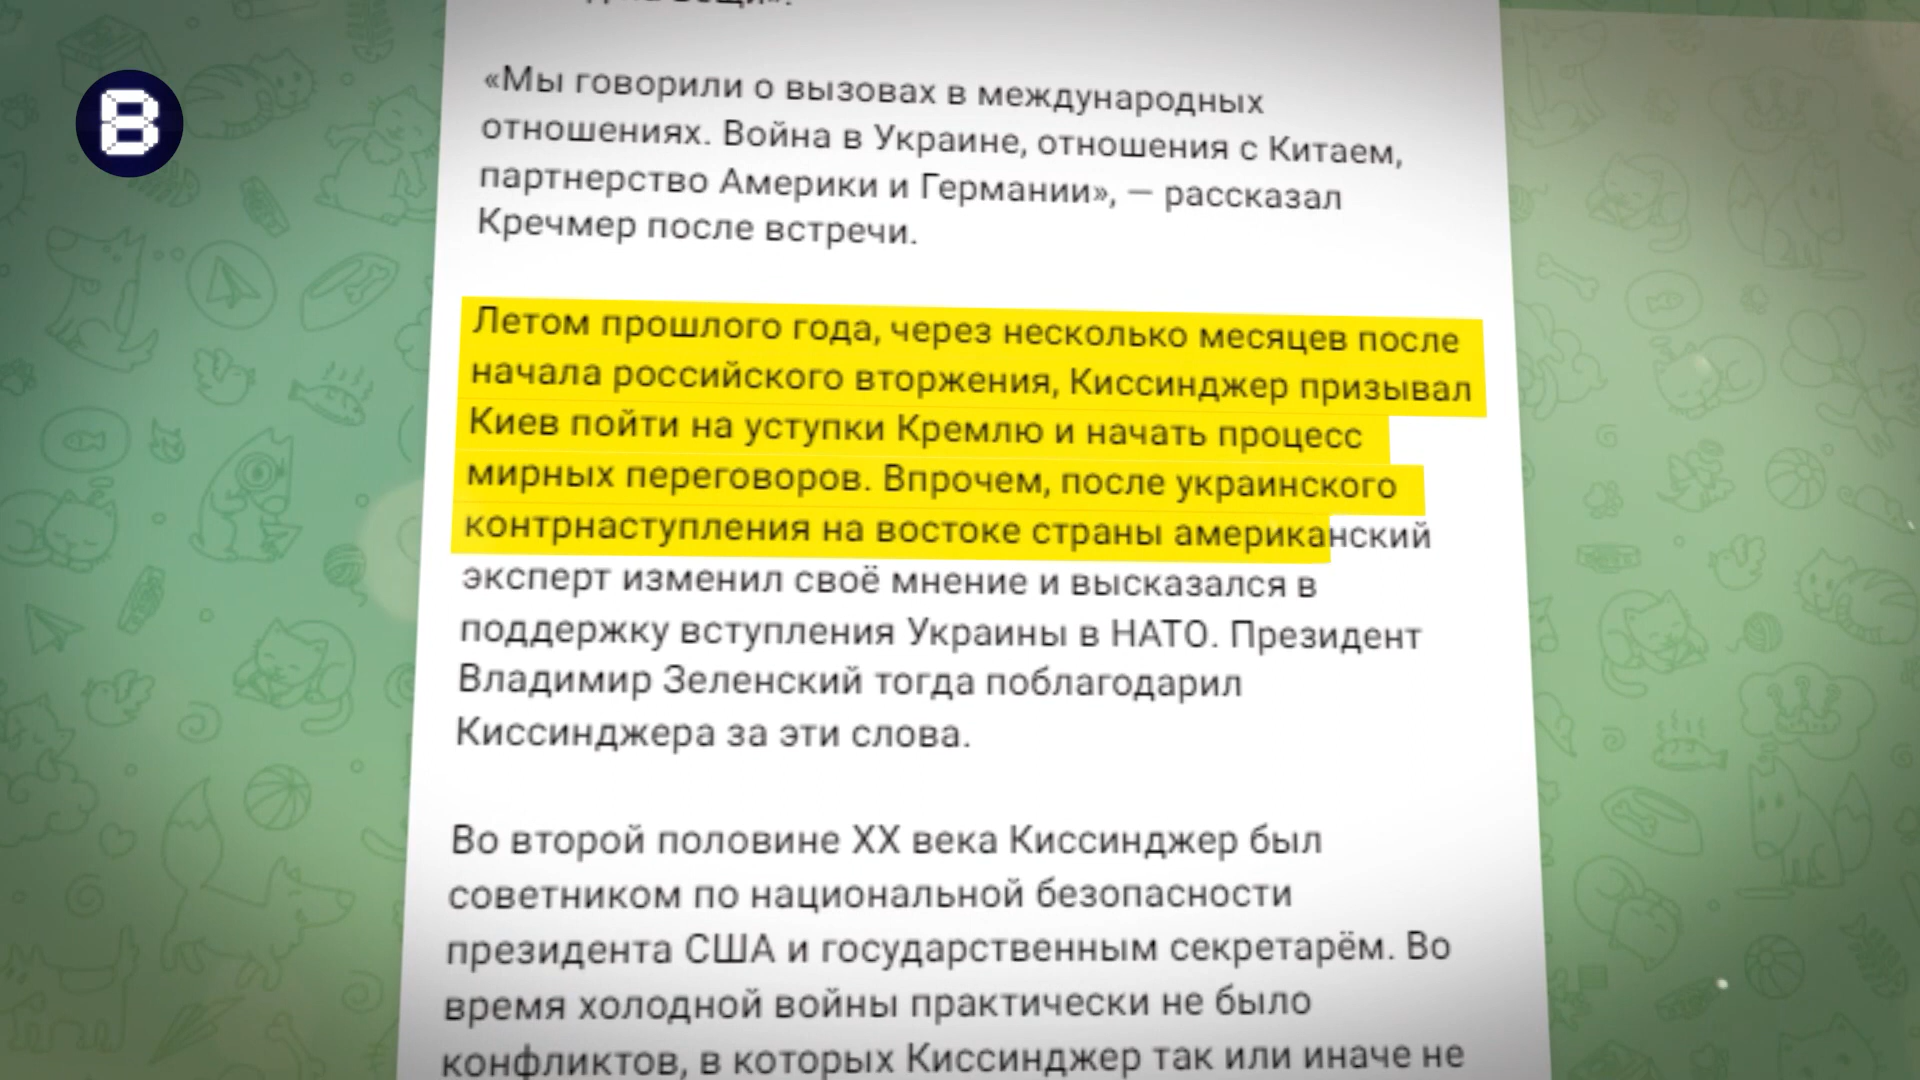 B
«Мы говорили о вызовах в международных
отношениях. Война в Украине, отношения с Китаем,
партнерство Америки и Германии», — рассказал
Кречмер после встречи.
Летом прошлого года, через несколько месяцев после
начала российского вторжения, Киссинджер призывал
Киев пойти на уступки Кремлю и начать процесс
мирных переговоров. Впрочем, после украинского
контрнаступления на востоке страны американский
эксперт изменил своё мнение и высказался в
поддержку вступления Украины в НАТО. Президент
Владимир Зеленский тогда поблагодарил
Киссинджера за эти слова.
Во второй половине XX века Киссинджер был
советником по национальной безопасности
президента США и государственным секретарём. Во
время холодной войны практически не было
конфликтов, в которых Киссинджер так или иначе не